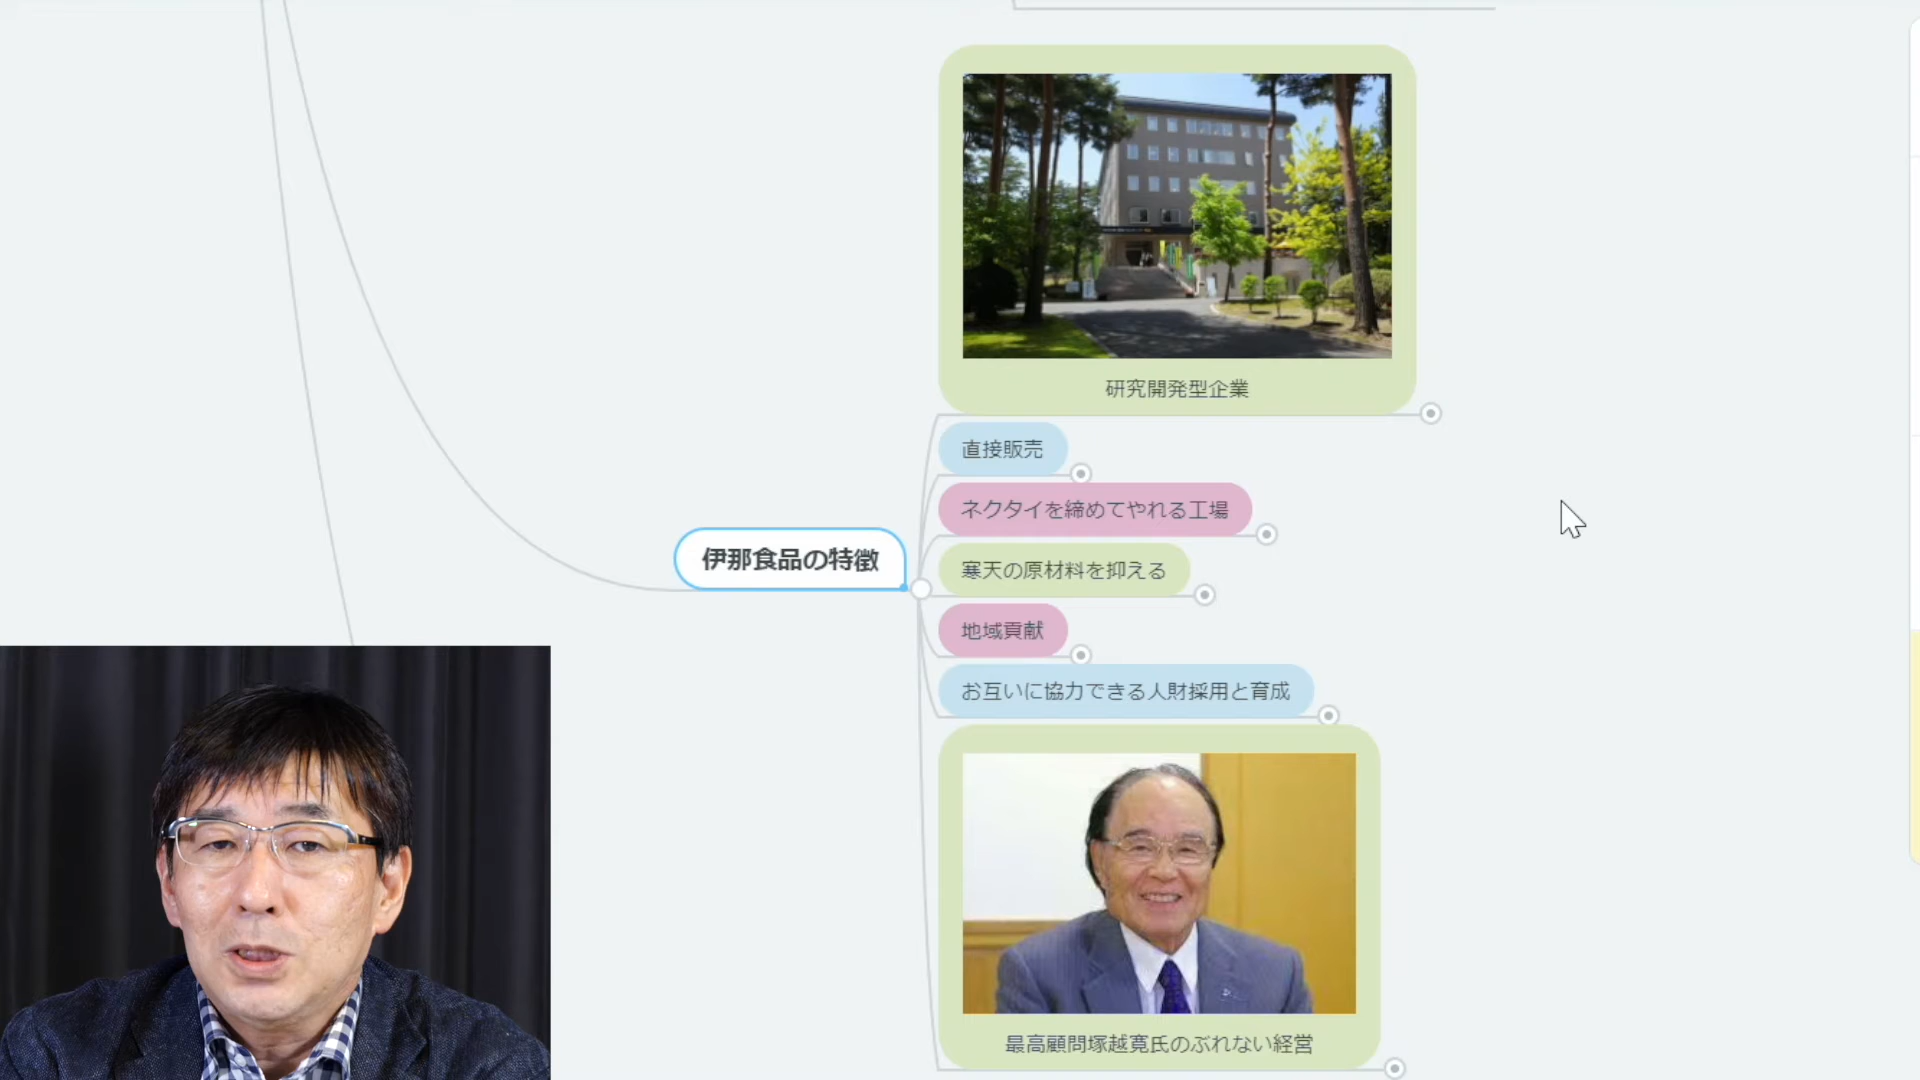 研究開発型企業
直接販売
ネクタイを締めてやれる工場
伊那食品の特徴
寒天の原材料を抑える
地域貢献
お互いに協力できる人財採用と育成
最高顧問塚越寛氏のぶれない経営